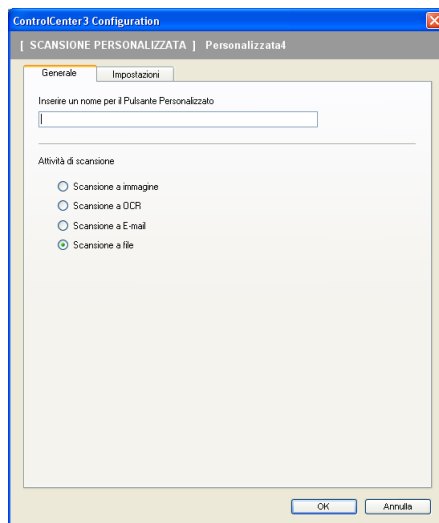 ControlCenter3 Configuration
[ SCANSIONE PERSONALIZZATA ] Personalizzata4
Generale Impostazioni
Inserire un nome per il Pulsante Personalizzato
Attività di scansione
Scansione a immagine
Scansione a OCR
Scansione a E-mail
Scansione a file
OK Annulla